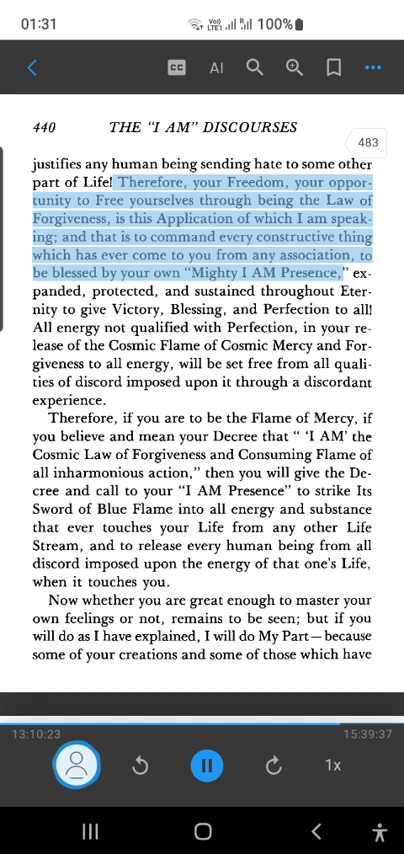 01:31
Vo)) LTE1 R 100%
CC AI
483
440 THE “I AM” DISCOURSES
justifies any human being sending hate to some other
part of Life! Therefore, your Freedom, your oppor-
tunity to Free yourselves through being the Law of
Forgiveness, is this Application of which I am speak-
ing; and that is to command every constructive thing
which has ever come to you from any association, to
be blessed by your own “Mighty I AM Presence,” ex-
panded, protected, and sustained throughout Eter-
nity to give Victory, Blessing, and Perfection to all!
All energy not qualified with Perfection, in your re-
lease of the Cosmic Flame of Cosmic Mercy and For-
giveness to all energy, will be set free from all quali-
ties of discord imposed upon it through a discordant
experience.
Therefore, if you are to be the Flame of Mercy, if
you believe and mean your Decree that “ ‘I AM’ the
Cosmic Law of Forgiveness and Consuming Flame of
all inharmonious action,” then you will give the De-
cree and call to your “I AM Presence” to strike Its
Sword of Blue Flame into all energy and substance
that ever touches your Life from any other Life
Stream, and to release every human being from all
discord imposed upon the energy of that one's Life,
when it touches you.
Now whether you are great enough to master your
own feelings or not, remains to be seen; but if you
will do as I have explained, I will do My Part—because
some of your creations and some of those which have
13:10:23 15:39:37
1x